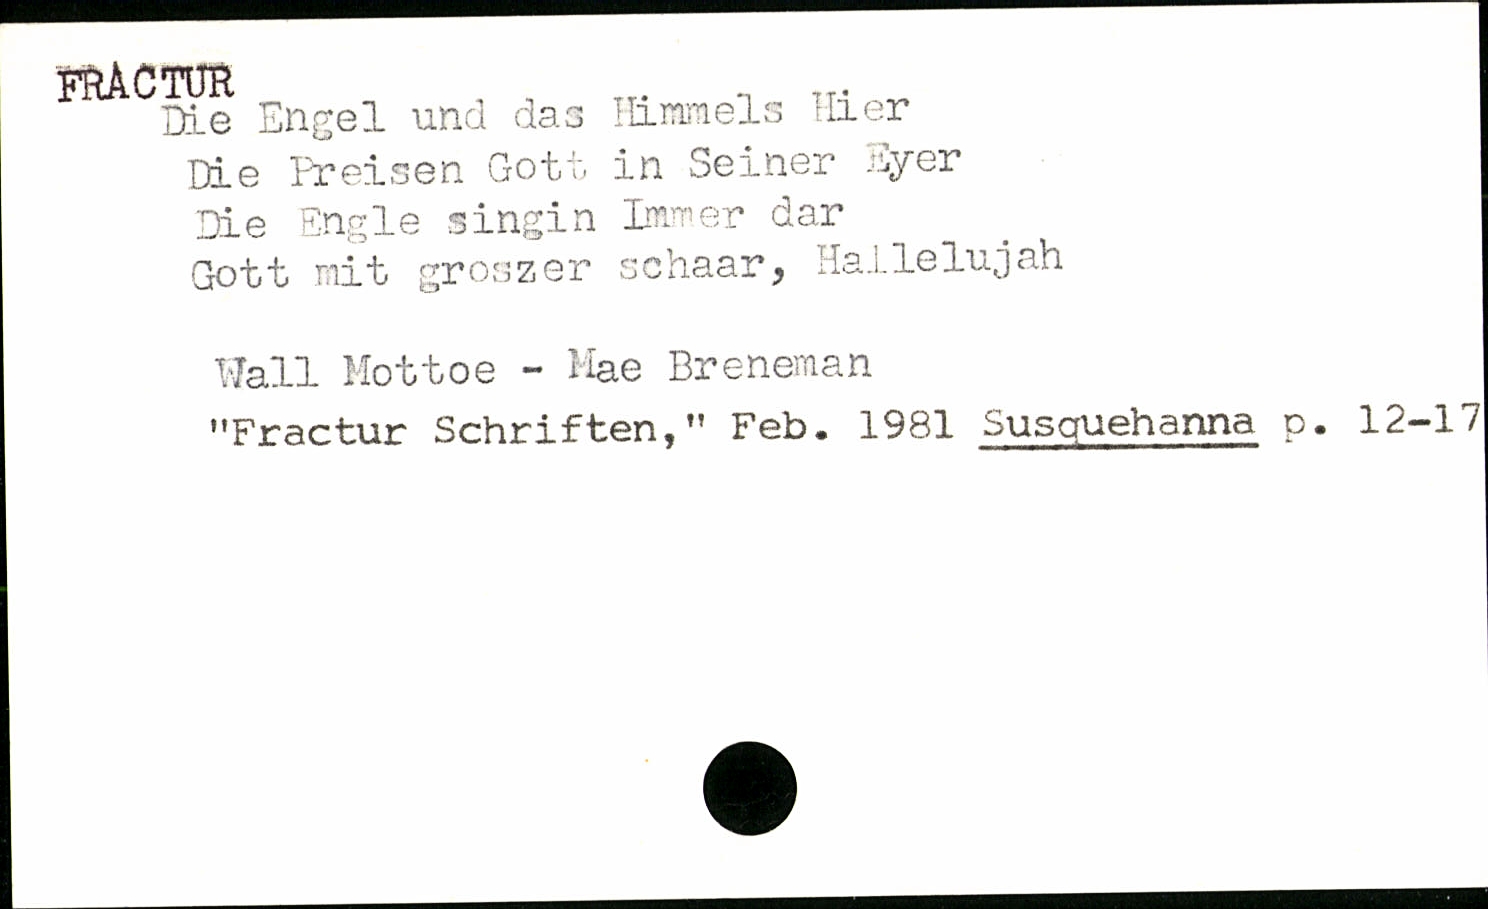 FRACTUR
Die Engel und das Himmels Hier
Die Preisen Gott in Seiner Eyer
Die Engle singin Immer dar
Gott mit groszer schaar, Hallelujah
Wall Mottoe - Mae Breneman
"Fractur Schriften," Feb. 1981 Susquehanna p. 12-17